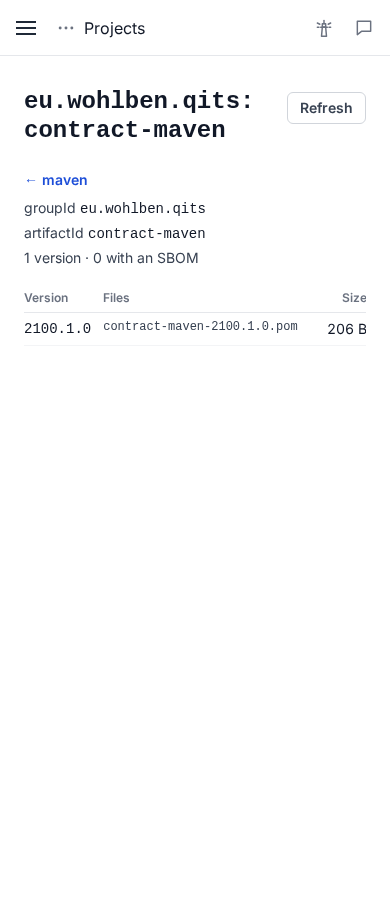 Projects
eu.wohlben.qits:
contract-maven
Refresh
← maven
groupId eu.wohlben.qits
artifactId contract-maven
1 version · 0 with an SBOM
Version Files Size
2100.1.0 contract-maven-2100.1.0.pom 206 B